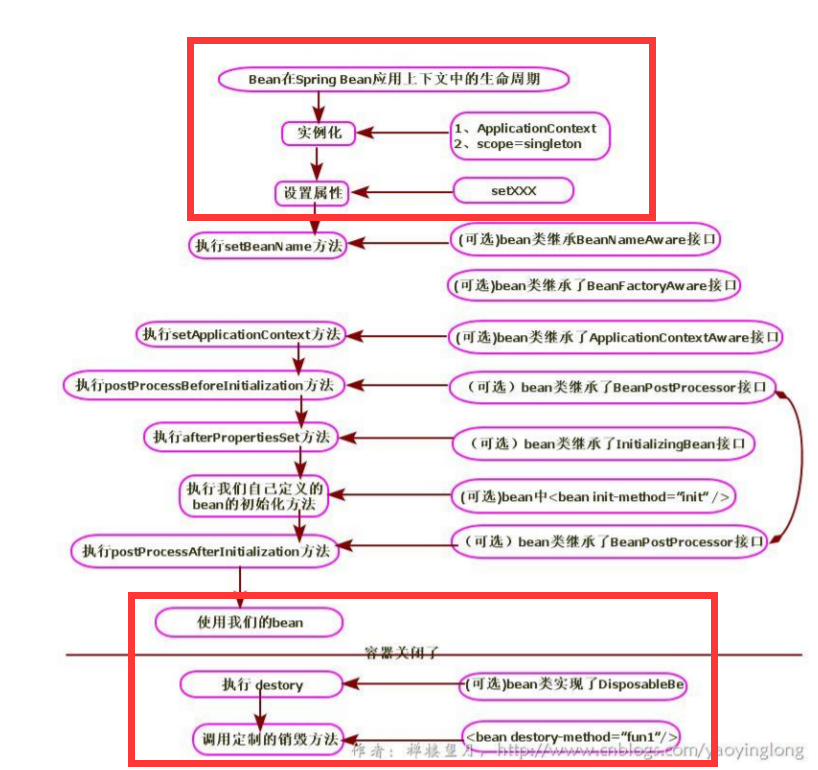 Bean在Spring Bean应用上下文中的生命周期
实例化
1、ApplicationContext
2、scope=singleton
设置属性
setXXX
执行setBeanName方法
(可选)bean类继承BeanNameAware接口
(可选)bean类继承了BeanFactoryAware接口
执行setApplicationContext方法
(可选)bean类继承了ApplicationContextAware接口
执行postProcessBeforeInitialization方法
（可选）bean类继承了BeanPostProcessor接口
执行afterPropertiesSet方法
（可选）bean类继承了InitializingBean接口
执行我们自己定义的
bean的初始化方法
(可选)bean中<bean init-method="init" />
执行postProcessAfterInitialization方法
（可选）bean类继承了BeanPostProcessor接口
使用我们的bean
容器关闭了
执行 destory
(可选)bean类实现了DisposableBe
调用定制的销毁方法
<bean destory-method="fun1"/>
作者：禅楼望月，http://www.cnblogs.com/yaoyinglong